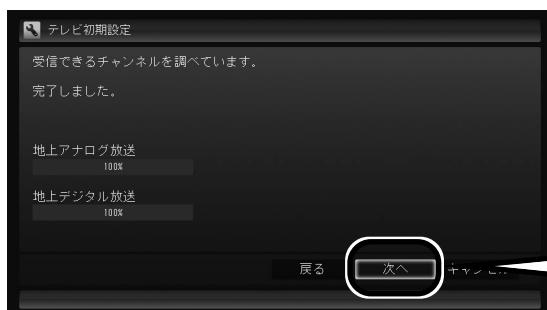 テレビ初期設定
受信できるチャンネルを調べています。
完了しました。
地上アナログ放送
100%
地上デジタル放送
100%
戻る 次へ